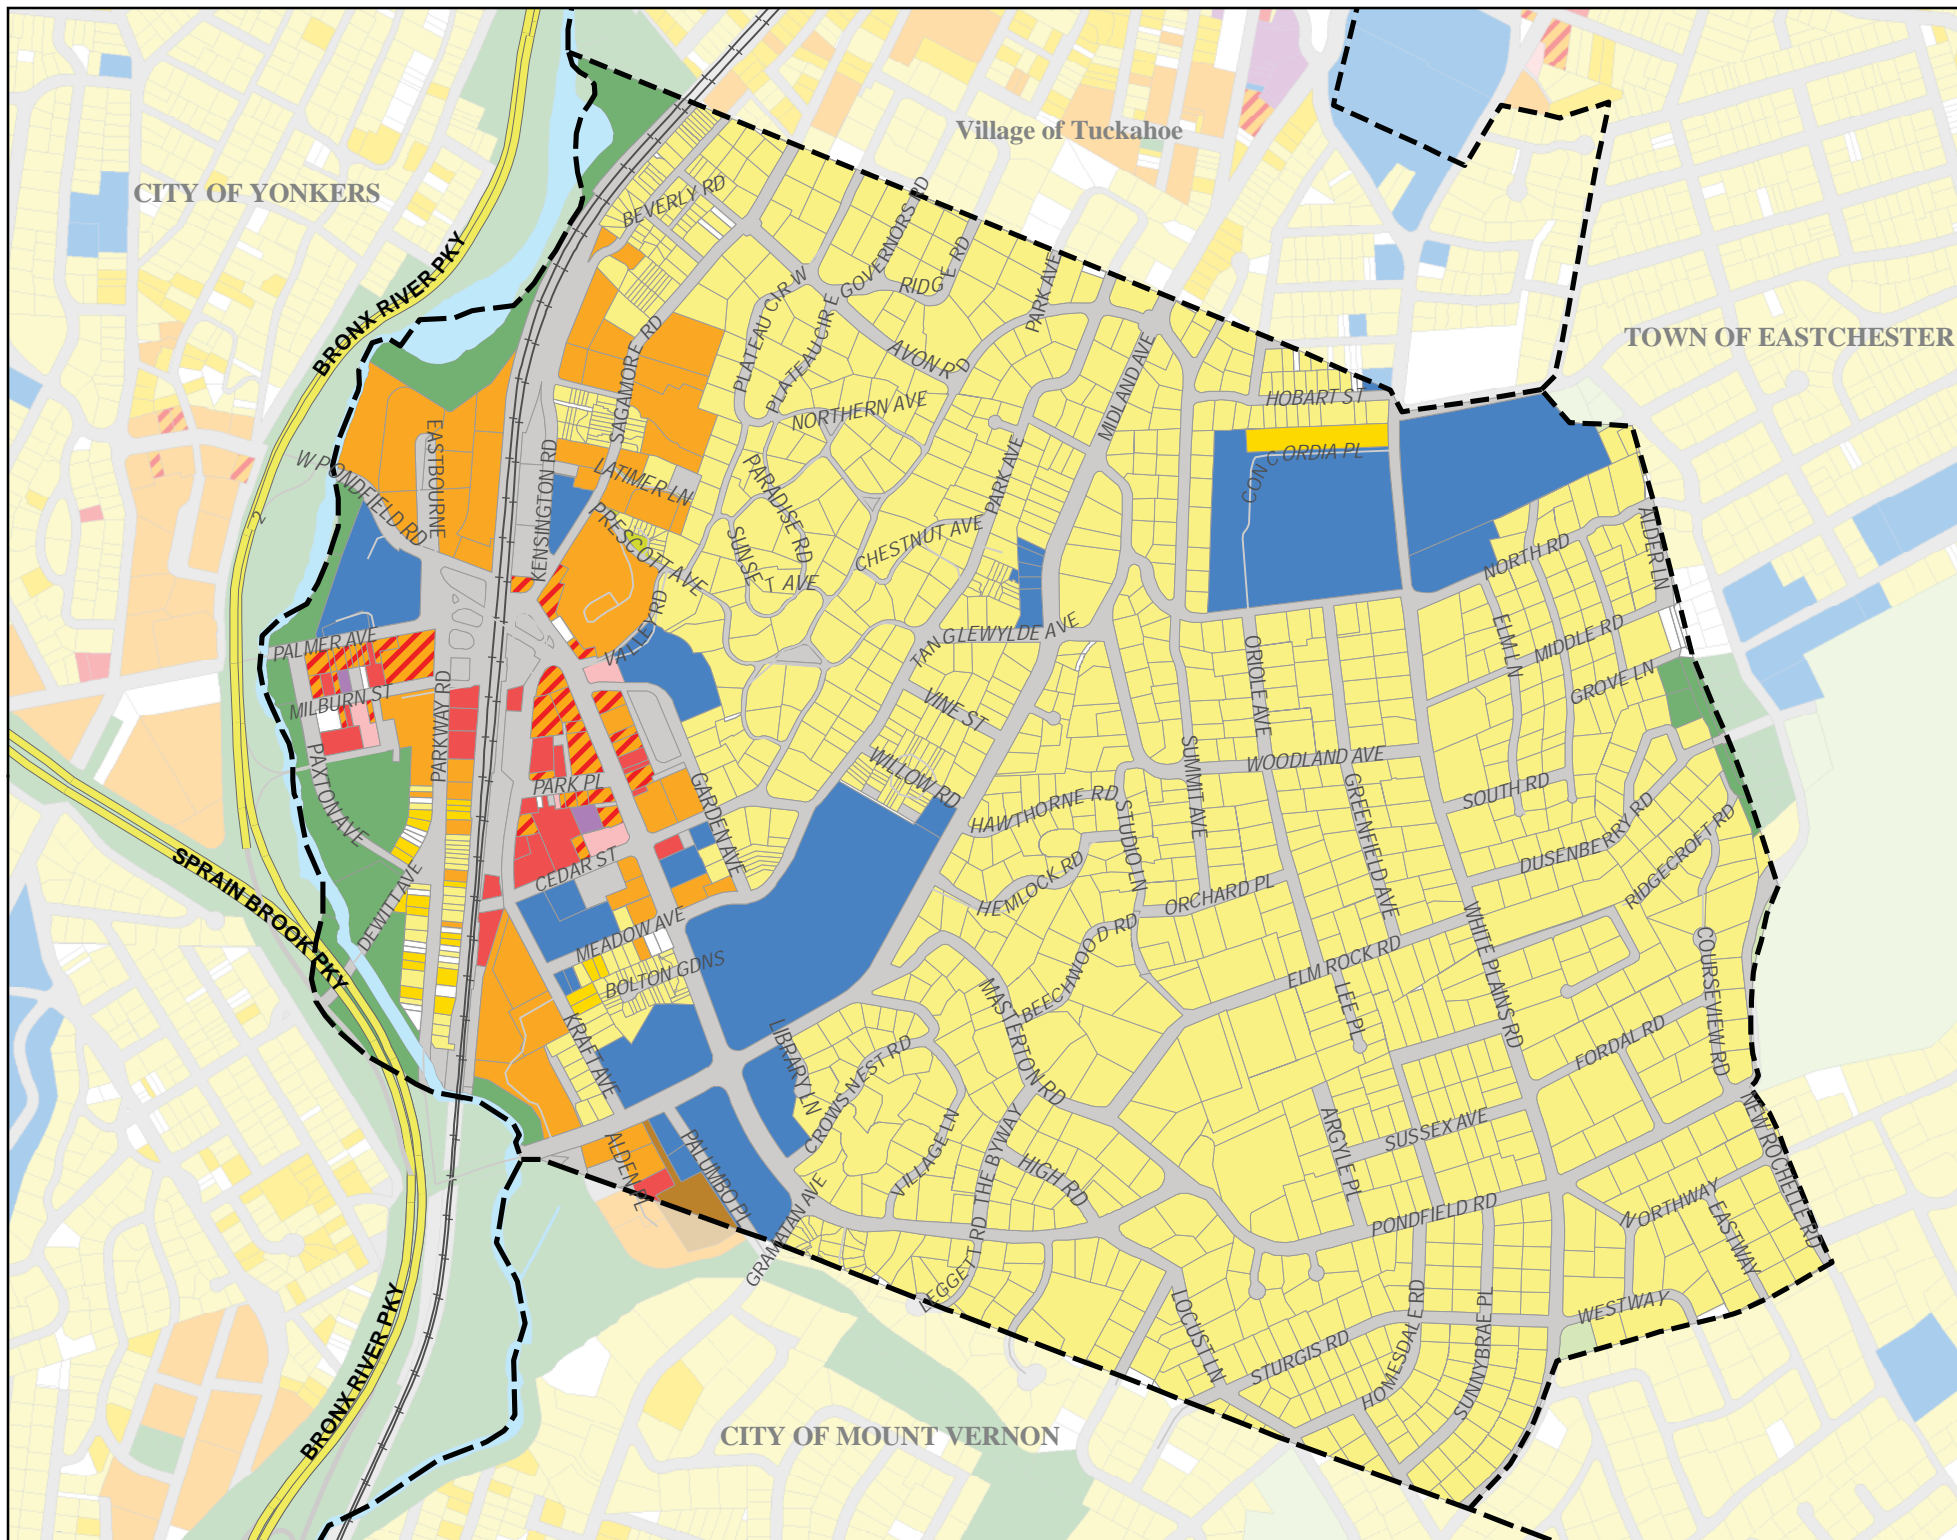 Village of Tuckahoe
CITY OF YONKERS
BEVERLY RD
GOVERNORS RD
BRONX RIVER PKY
RIDGE RD
PARK AVE
PLATEAU CIR W
PLATEAU CIR E
TOWN OF EASTCHESTER
SAGAMORE RD
AVON RD
MIDLAND AVE
HOBART ST
NORTHERN AVE
EASTBOURNE
W PONDFIELD RD
KENSINGTON RD
LATIMER LN
PARK AVE
CONCORDIA PL
PARADISE RD
PRESCOTT AVE
2
SUNSET AVE
CHESTNUT AVE
ALDER LN
NORTH RD
VALLEY RD
TAN
GLEWYLDE AVE
PALMER AVE
ELM LN
MIDDLE RD
ORIOLE AVE
MILBURN ST
PARKWAY RD
GROVE LN
VINE ST
PAXTON AVE
PARK PL
WILLOW RD
SUMMIT AVE
WOODLAND AVE
GARDEN AVE
HAWTHORNE RD
GREENFIELD AVE
SOUTH RD
STUDIO LN
DUSENBERRY RD
RIDGECROFT RD
SPRAIN BROOK PKY
CEDAR ST
HEMLOCK RD
ORCHARD PL
DEWITT AVE
MEADOW AVE
BEECHWOOD RD
WHITE PLAINS RD
ELM ROCK RD
COURSEVIEW RD
BOLTON GDNS
MASTERTON RD
LEE PL
KRAFT AVE
LIBRARY LN
CROWS NEST RD
FORDAL RD
VILLAGE LN
THE BYWAY
ARGYLE PL
SUSSEX AVE
NEW ROCHELLE RD
ALDEN PL
PALUMBO PL
HIGH RD
GRAMATAN AVE
PONDFIELD RD
NORTHWAY
EASTWAY
LEGGETT RD
LOCUST LN
HOMESDALE RD
SUNNYBRAE PL
WESTWAY
STURGIS RD
BRONX RIVER PKY
CITY OF MOUNT VERNON